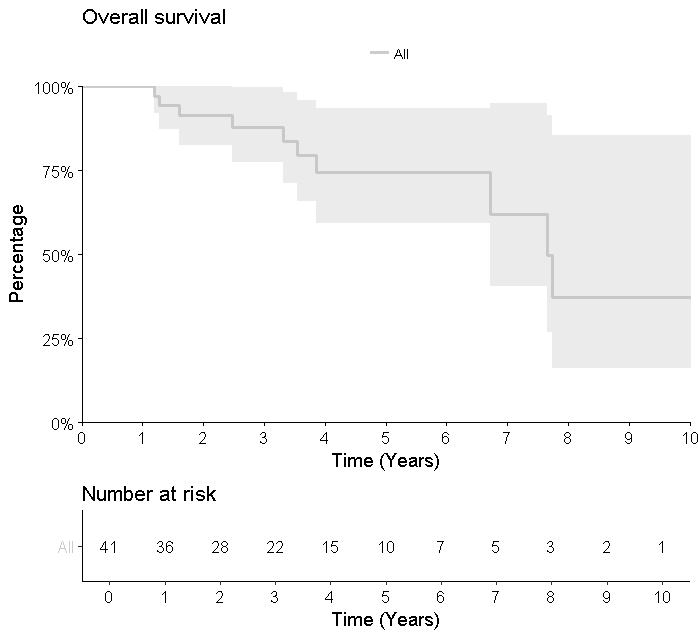 Overall survival
All
100%
75%
50%
25%
0%
Percentage
0 1 2 3 4 5 6 7 8 9 10
Time (Years)
Number at risk
All 41 36 28 22 15 10 7 5 3 2 1
0 1 2 3 4 5 6 7 8 9 10
Time (Years)